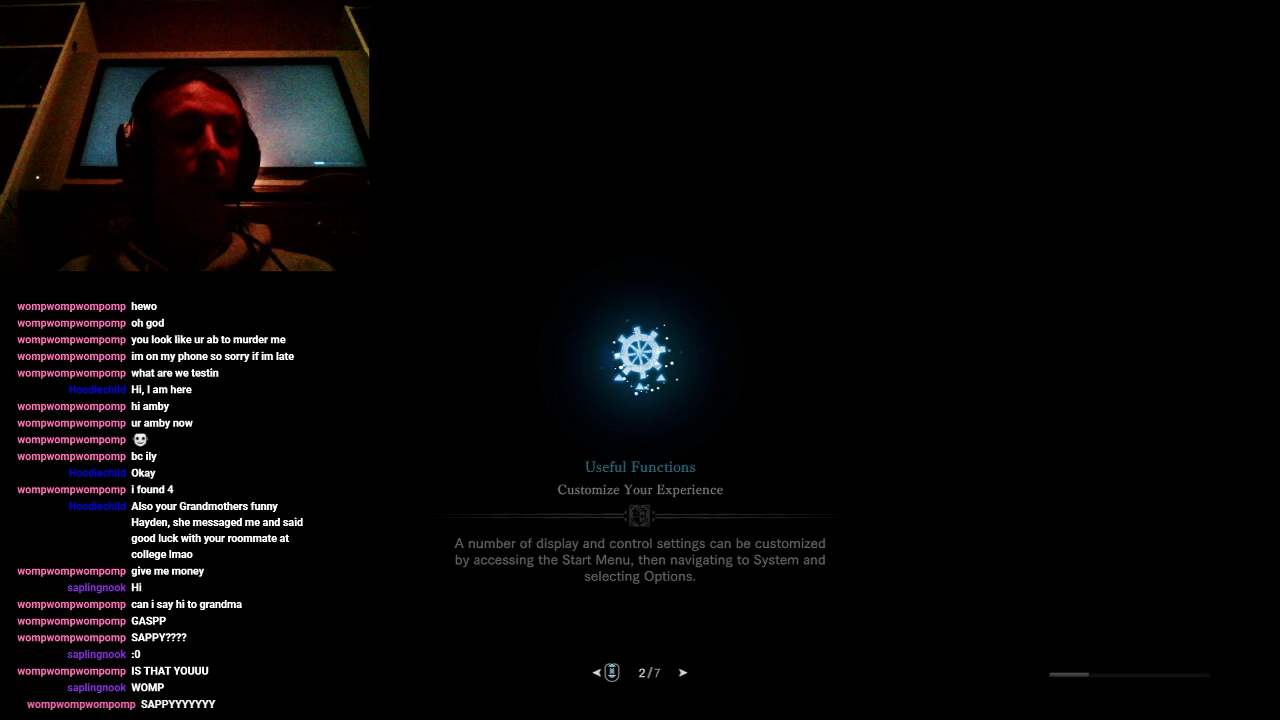 wompwompwompomp hewo
wompwompwompomp oh god
wompwompwompomp you look like ur ab to murder me
wompwompwompomp im on my phone so sorry if im late
wompwompwompomp what are we testin
Hoodiechild Hi, I am here
wompwompwompomp hi amby
wompwompwompomp ur amby now
wompwompwompomp
wompwompwompomp bc ily
Hoodiechild Okay
wompwompwompomp i found 4
Hoodiechild Also your Grandmothers funny
Hayden, she messaged me and said
good luck with your roommate at
college lmao
wompwompwompomp give me money
saplingnook Hi
wompwompwompomp can i say hi to grandma
wompwompwompomp GASPP
wompwompwompomp SAPPY????
saplingnook :0
wompwompwompomp IS THAT YOUUU
saplingnook WOMP
wompwompwompomp SAPPYYYYYYY
Useful Functions
Customize Your Experience
A number of display and control settings can be customized
by accessing the Start Menu, then navigating to System and
selecting Options.
2/7